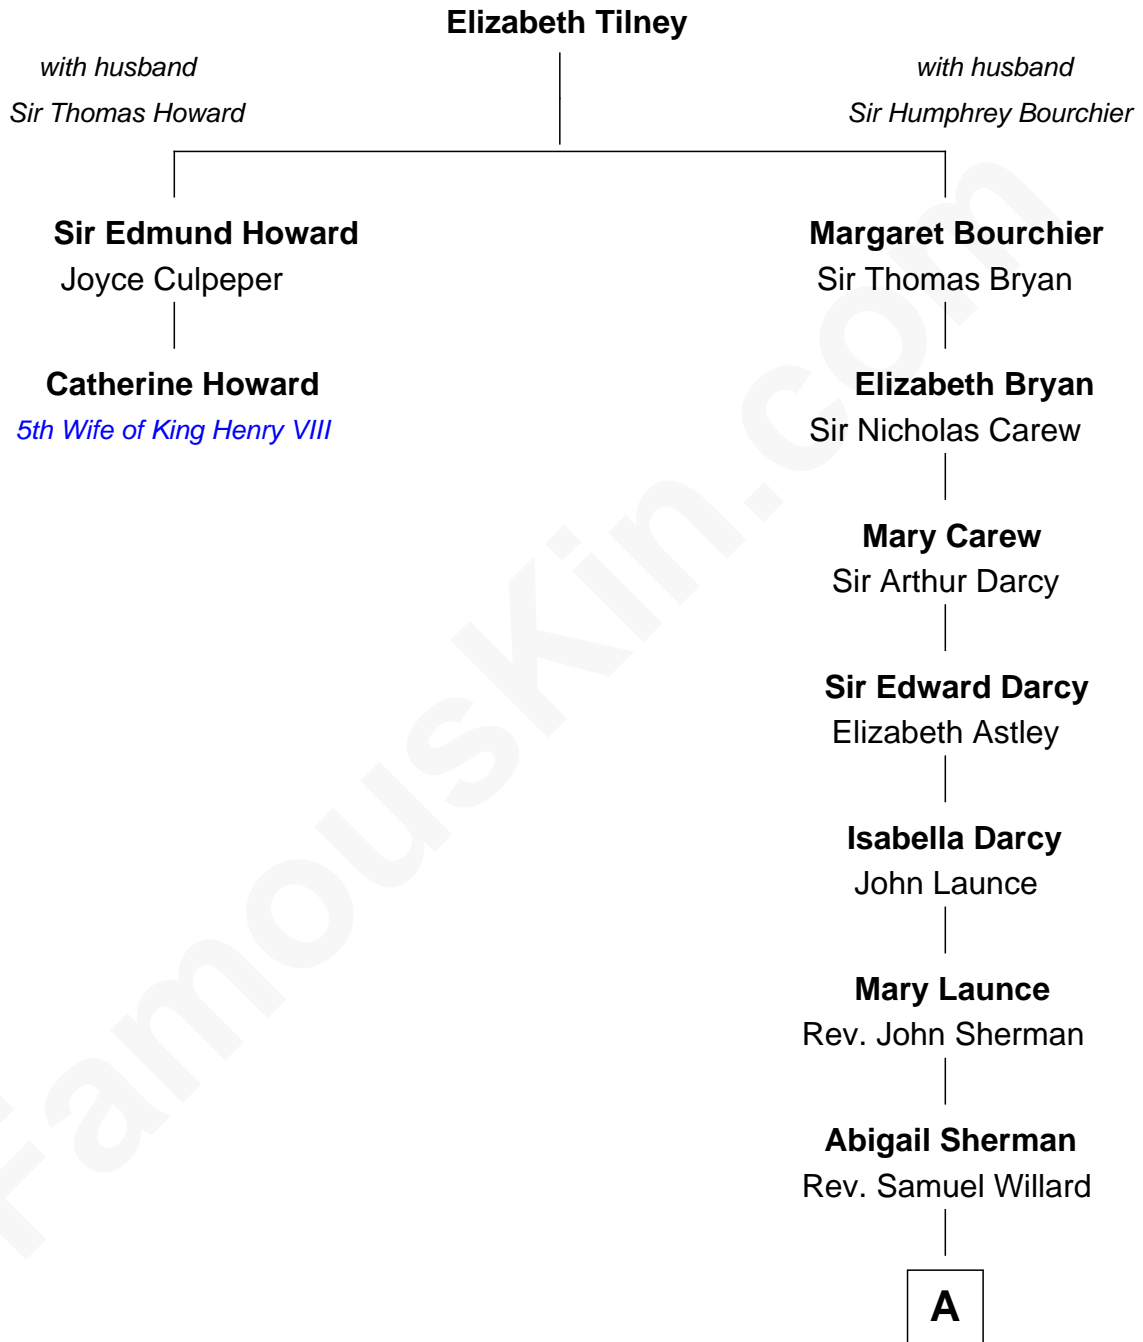 Elizabeth Tilney
with husband
Sir Thomas Howard
with husband
Sir Humphrey Bourchier
Sir Edmund Howard
Joyce Culpeper
Margaret Bourchier
Sir Thomas Bryan
Catherine Howard
5th Wife of King Henry VIII
Elizabeth Bryan
Sir Nicholas Carew
Mary Carew
Sir Arthur Darcy
Sir Edward Darcy
Elizabeth Astley
Isabella Darcy
John Launce
Mary Launce
Rev. John Sherman
Abigail Sherman
Rev. Samuel Willard
A
FamousKin.com